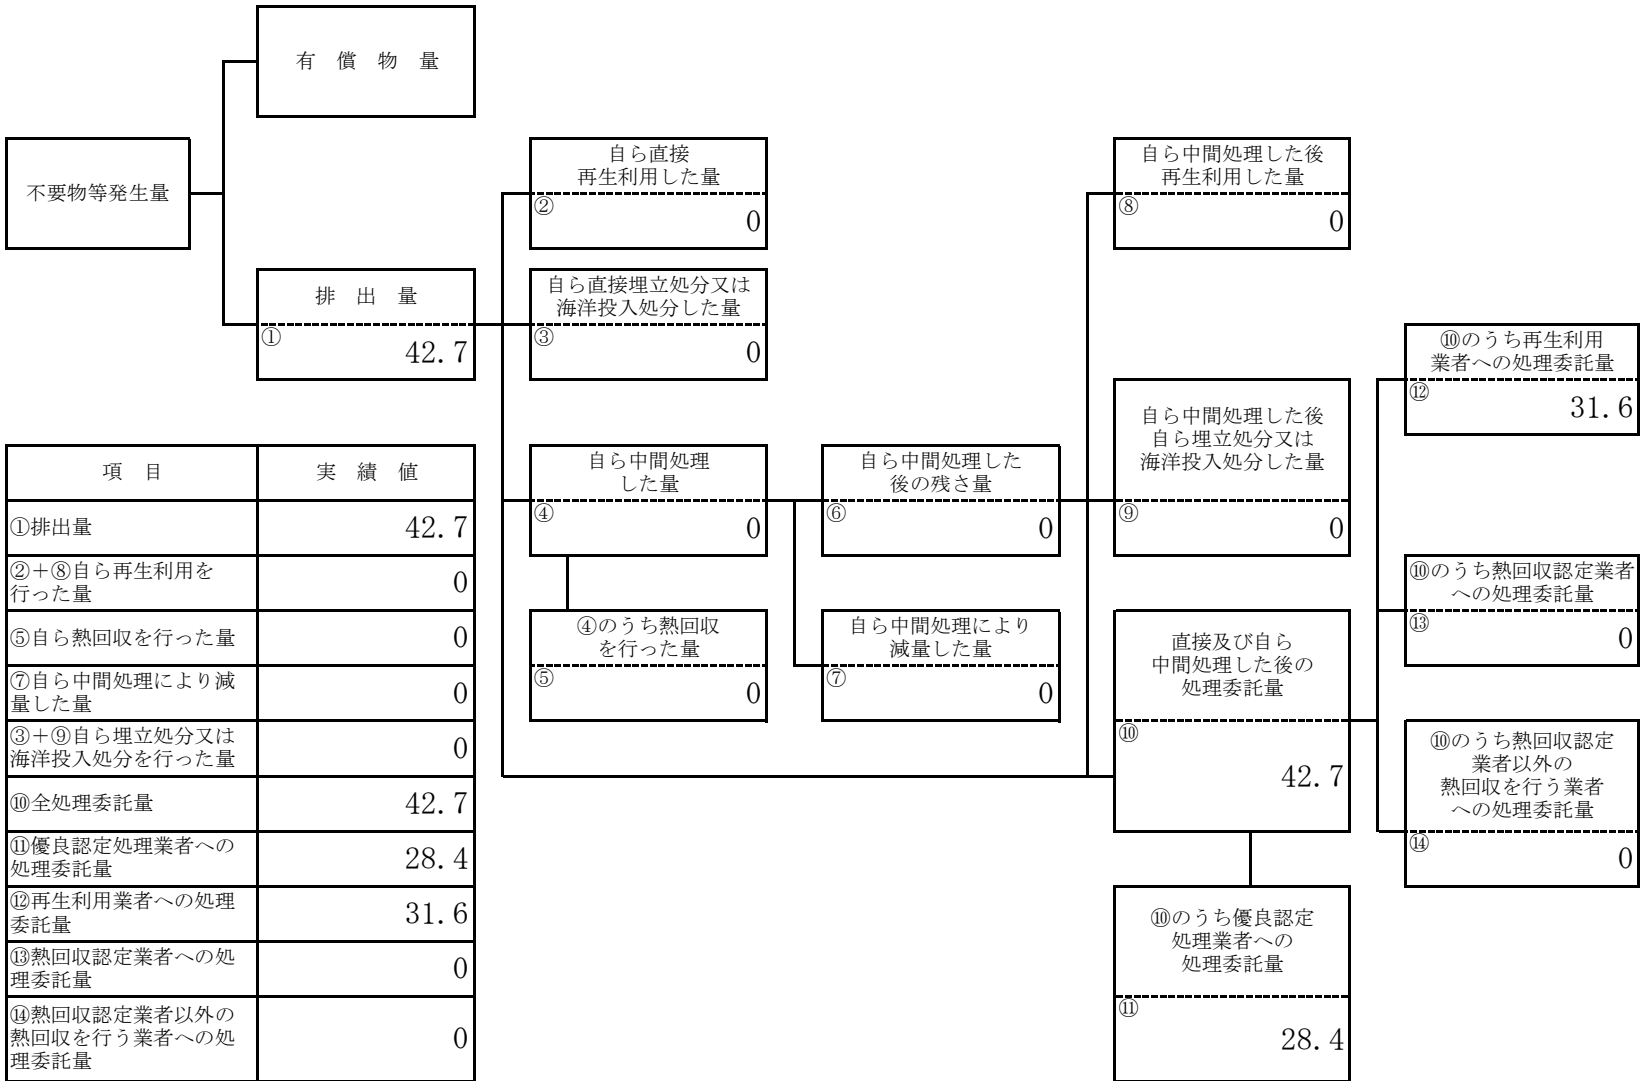 有　償　物　量
不要物等発生量
排　出　量
①
42.7
自ら直接
再生利用した量
②
0
自ら直接埋立処分又は
海洋投入処分した量
③
0
自ら中間処理
した量
④
0
④のうち熱回収
を行った量
⑤
0
自ら中間処理した
後の残さ量
⑥
0
自ら中間処理により
減量した量
⑦
0
自ら中間処理した後
再生利用した量
⑧
0
自ら中間処理した後
自ら埋立処分又は
海洋投入処分した量
⑨
0
直接及び自ら
中間処理した後の
処理委託量
⑩
42.7
⑩のうち優良認定
処理業者への
処理委託量
⑪
28.4
⑩のうち再生利用
業者への処理委託量
⑫
31.6
⑩のうち熱回収認定業者
への処理委託量
⑬
0
⑩のうち熱回収認定
業者以外の
熱回収を行う業者
への処理委託量
⑭
0
項　目　実　績　値
①排出量　42.7
②＋⑧自ら再生利用を
行った量　0
⑤自ら熱回収を行った量　0
⑦自ら中間処理により減
量した量　0
③＋⑨自ら埋立処分又は
海洋投入処分を行った量　0
⑩全処理委託量　42.7
⑪優良認定処理業者への
処理委託量　28.4
⑫再生利用業者への処理
委託量　31.6
⑬熱回収認定業者への処
理委託量　0
⑭熱回収認定業者以外の
熱回収を行う業者への処
理委託量　0